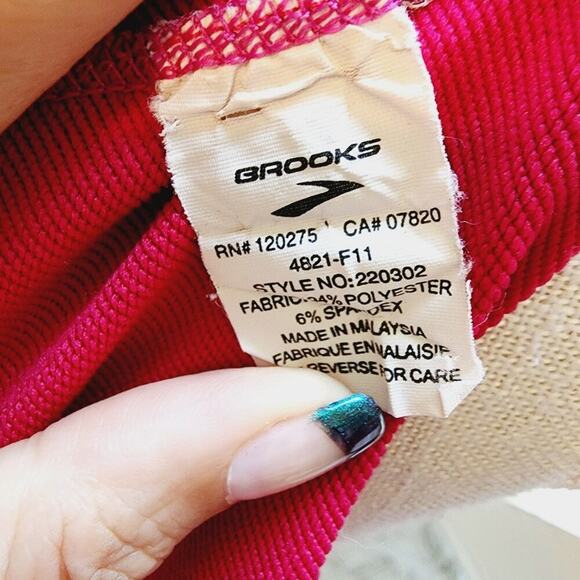 BROOKS
RN# 120275 CA# 07820
4821-F11
STYLE NO: 220302
FABRIC: 94% POLYESTER
6% SPANDEX
MADE IN MALAYSIA
FABRIQUE EN MALAISIE
REVERSE FOR CARE